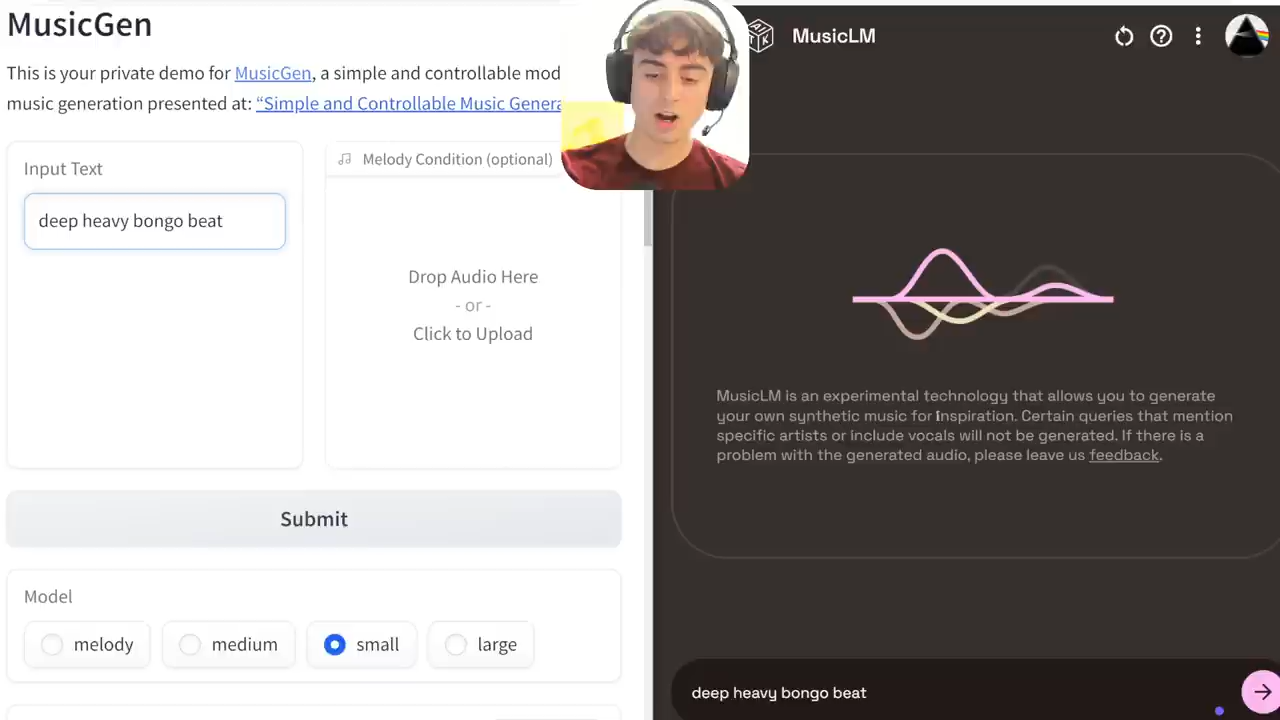 MusicGen
This is your private demo for MusicGen, a simple and controllable mod
music generation presented at: “Simple and Controllable Music Genera
Input Text
deep heavy bongo beat
Melody Condition (optional)
Drop Audio Here
- or -
Click to Upload
Submit
Model
melody
medium
small
large
MusicLM
MusicLM is an experimental technology that allows you to generate
your own synthetic music for inspiration. Certain queries that mention
specific artists or include vocals will not be generated. If there is a
problem with the generated audio, please leave us feedback.
deep heavy bongo beat